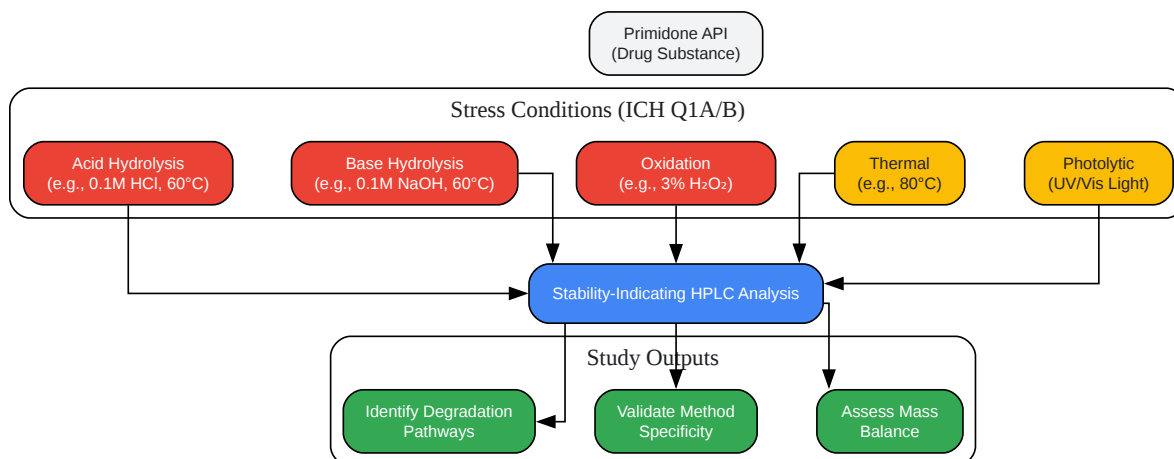 Primidone API
(Drug Substance)
Stress Conditions (ICH Q1A/B)
Acid Hydrolysis
(e.g., 0.1M HCl, 60°C)
Base Hydrolysis
(e.g., 0.1M NaOH, 60°C)
Oxidation
(e.g., 3% H₂O₂)
Thermal
(e.g., 80°C)
Photolytic
(UV/Vis Light)
Stability-Indicating HPLC Analysis
Study Outputs
Identify Degradation
Pathways
Validate Method
Specificity
Assess Mass
Balance